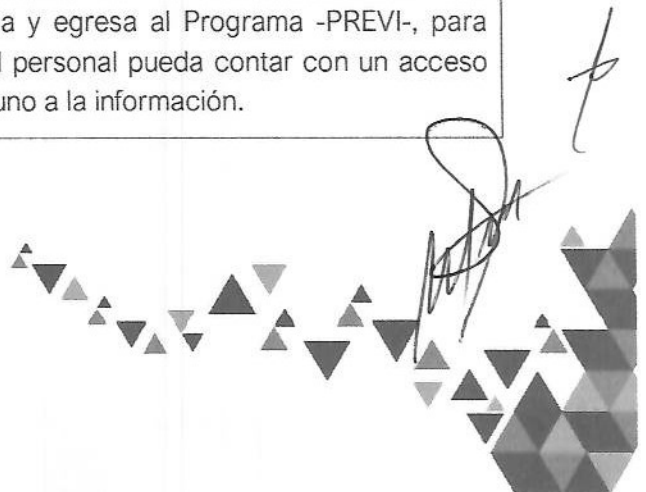 a y egresa al Programa -PREVI-, para
l personal pueda contar con un acceso
uno a la información.